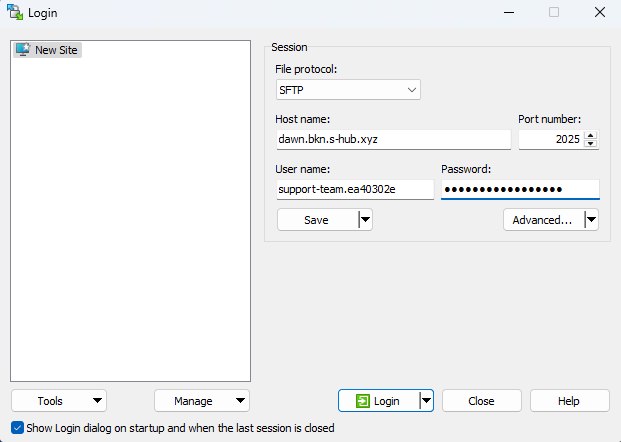 Login
New Site
Session
File protocol:
SFTP
Host name:
Port number:
dawn.bkn.s-hub.xyz
2025
User name:
Password:
support-team.ea40302e
●●●●●●●●●●●●●●●●●
Save
Advanced...
Tools
Manage
Login
Close
Help
Show Login dialog on startup and when the last session is closed